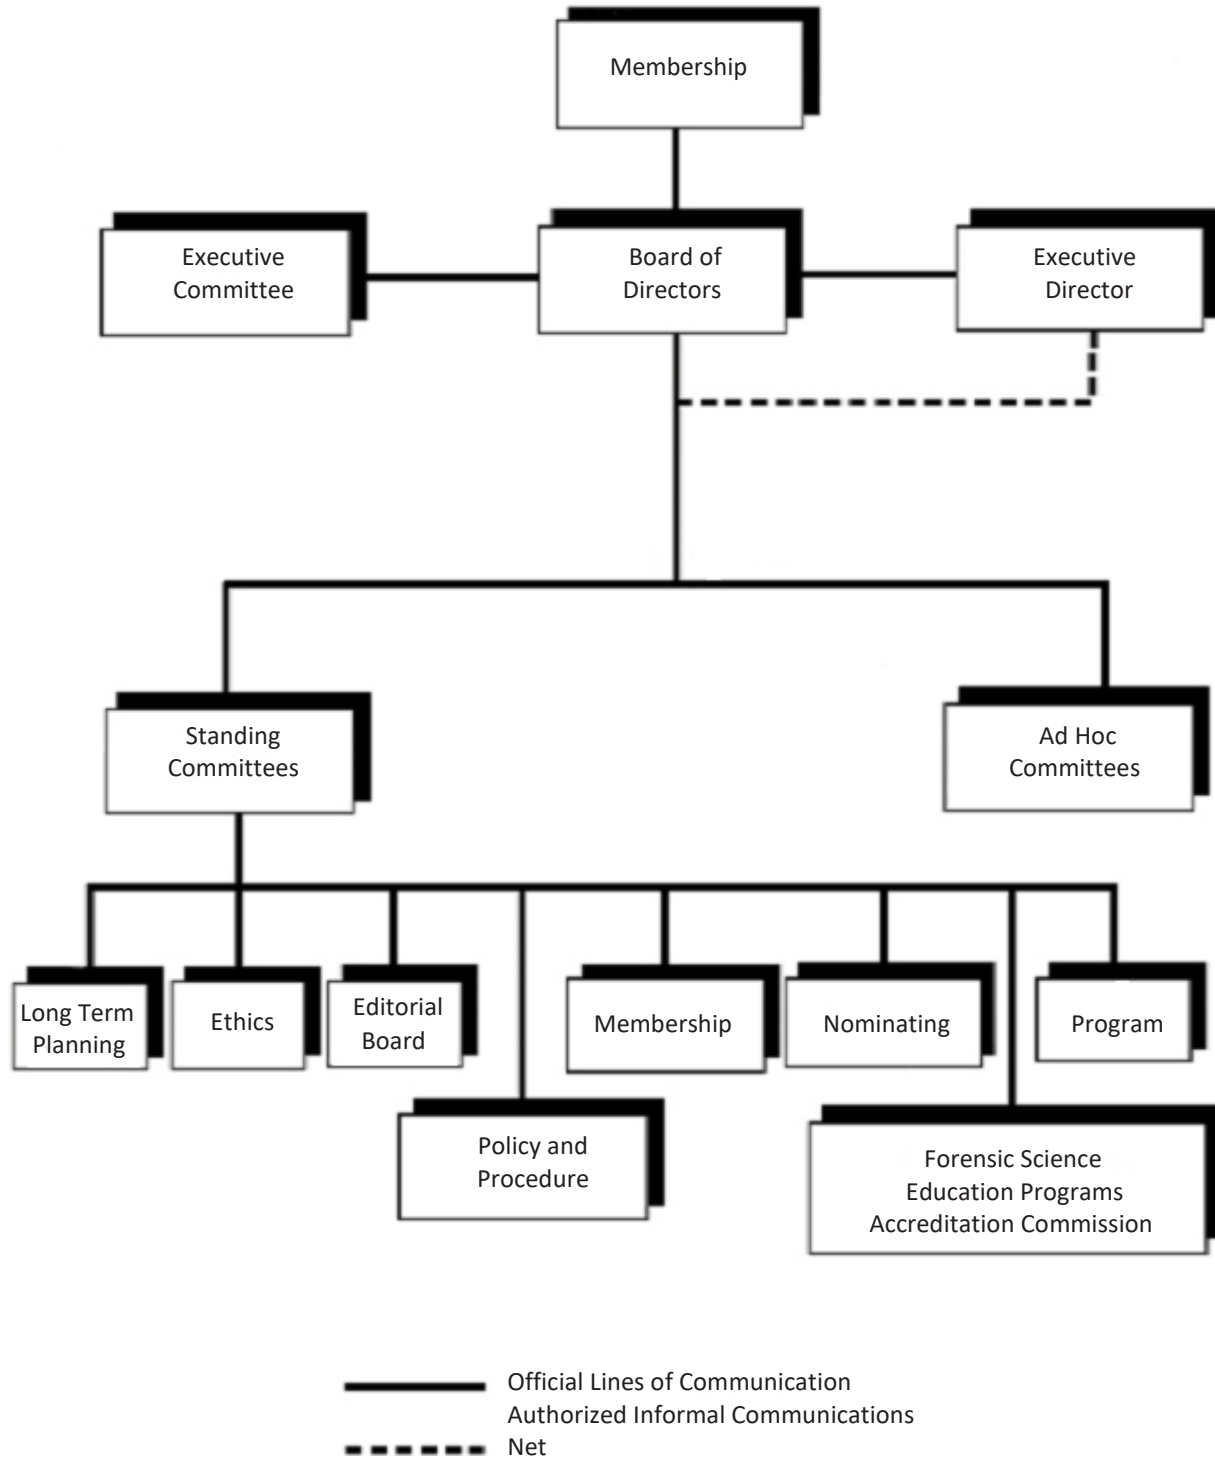 Membership
Executive
Committee
Board of
Directors
Executive
Director
Standing
Committees
Ad Hoc
Committees
Long Term
Planning
Ethics
Editorial
Board
Membership
Nominating
Program
Policy and
Procedure
Forensic Science
Education Programs
Accreditation Commission
Official Lines of Communication
Authorized Informal Communications
Net